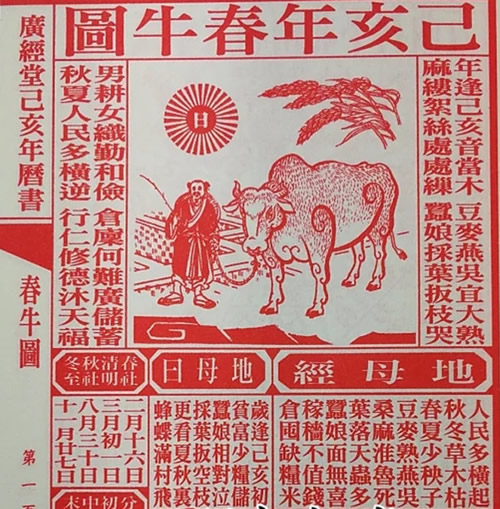 己亥年春牛圖
年逢己亥音當木
麻縷絮絲處處繰
豆麥燕吳宜大熟
蠶娘採葉扳枝哭
日
男耕女織勤和儉
秋夏人民多橫逆
倉廩何難廣儲蓄
行仁修德沐天福
地母經
人民多橫起
秋冬草木枯
春夏少秧子
豆麥熟燕吳
桑麻淮魯死
葉落天蟲多
蠶娘面無喜
稼穡不值錢
倉囤缺糧米
地母日
歲逢己亥初
貧富少糧儲
蠶娘相對泣
採葉扳空枝
更看夏秋裏
蜂蝶滿村飛
春社
清明
秋社
冬至
二月十六日
三月初一日
八月三十日
十一月廿七日
廣經堂己亥年曆書
春牛圖
第一